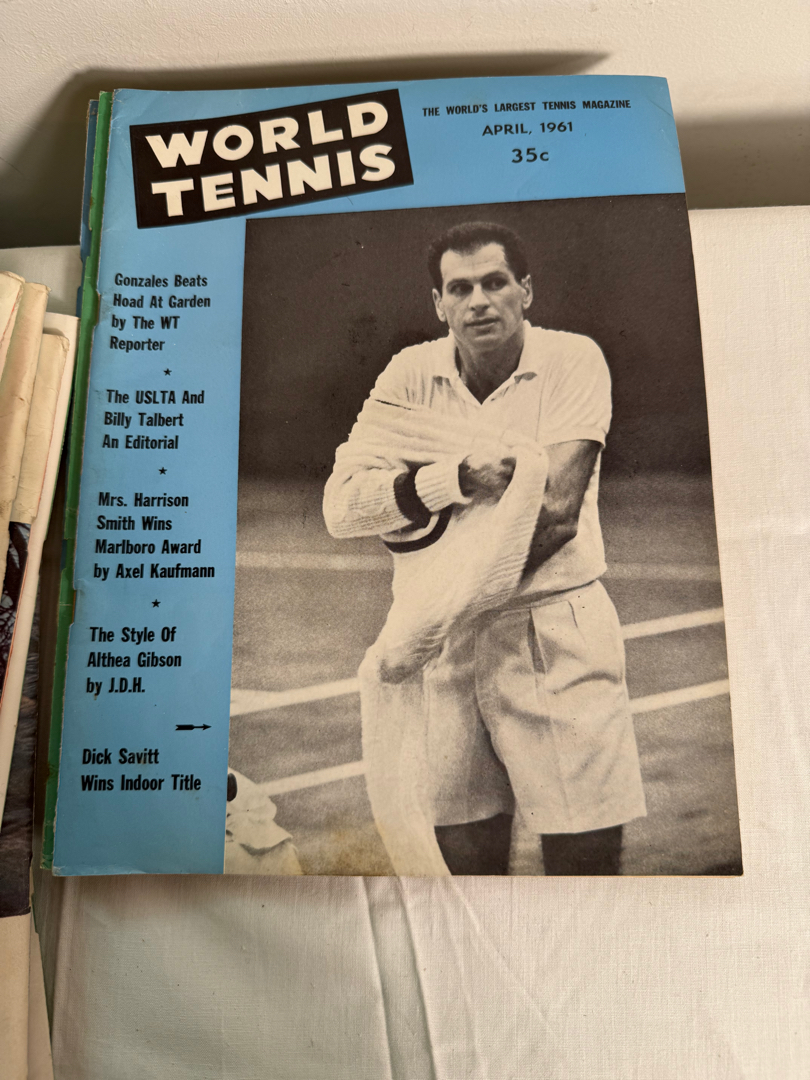 WORLD
TENNIS
THE WORLD'S LARGEST TENNIS MAGAZINE
APRIL, 1961
35c
Gonzales Beats
Hoad At Garden
by The WT
Reporter
★
The USLTA And
Billy Talbert
An Editorial
★
Mrs. Harrison
Smith Wins
Marlboro Award
by Axel Kaufmann
★
The Style Of
Althea Gibson
by J.D.H.
Dick Savitt
Wins Indoor Title